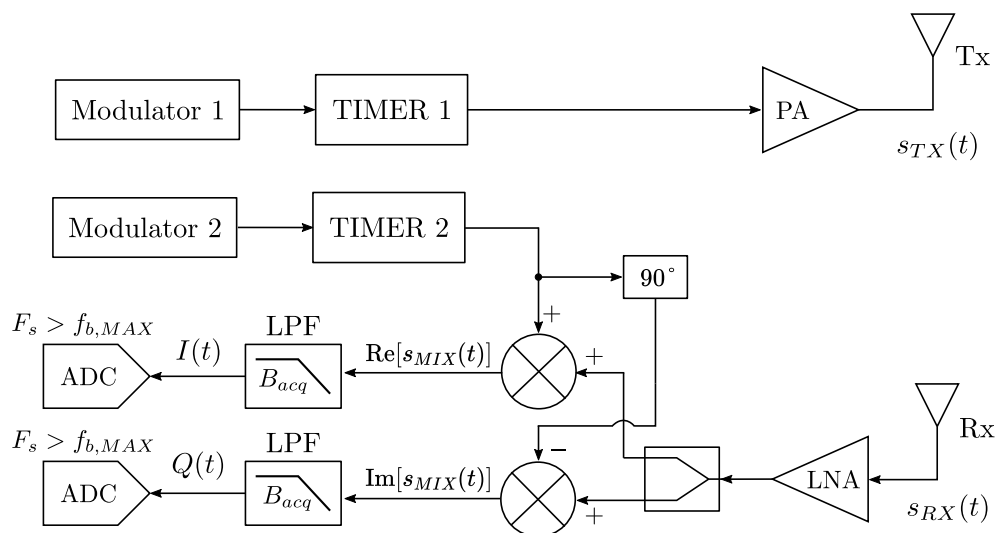 Tx
Modulator 1
TIMER 1
PA
s_{TX}(t)
Modulator 2
TIMER 2
90°
F_s > f_{b,MAX}
LPF
+
ADC
I(t)
B_{acq}
Re[s_{MIX}(t)]
+
Rx
F_s > f_{b,MAX}
LPF
−
ADC
Q(t)
B_{acq}
Im[s_{MIX}(t)]
+
LNA
s_{RX}(t)